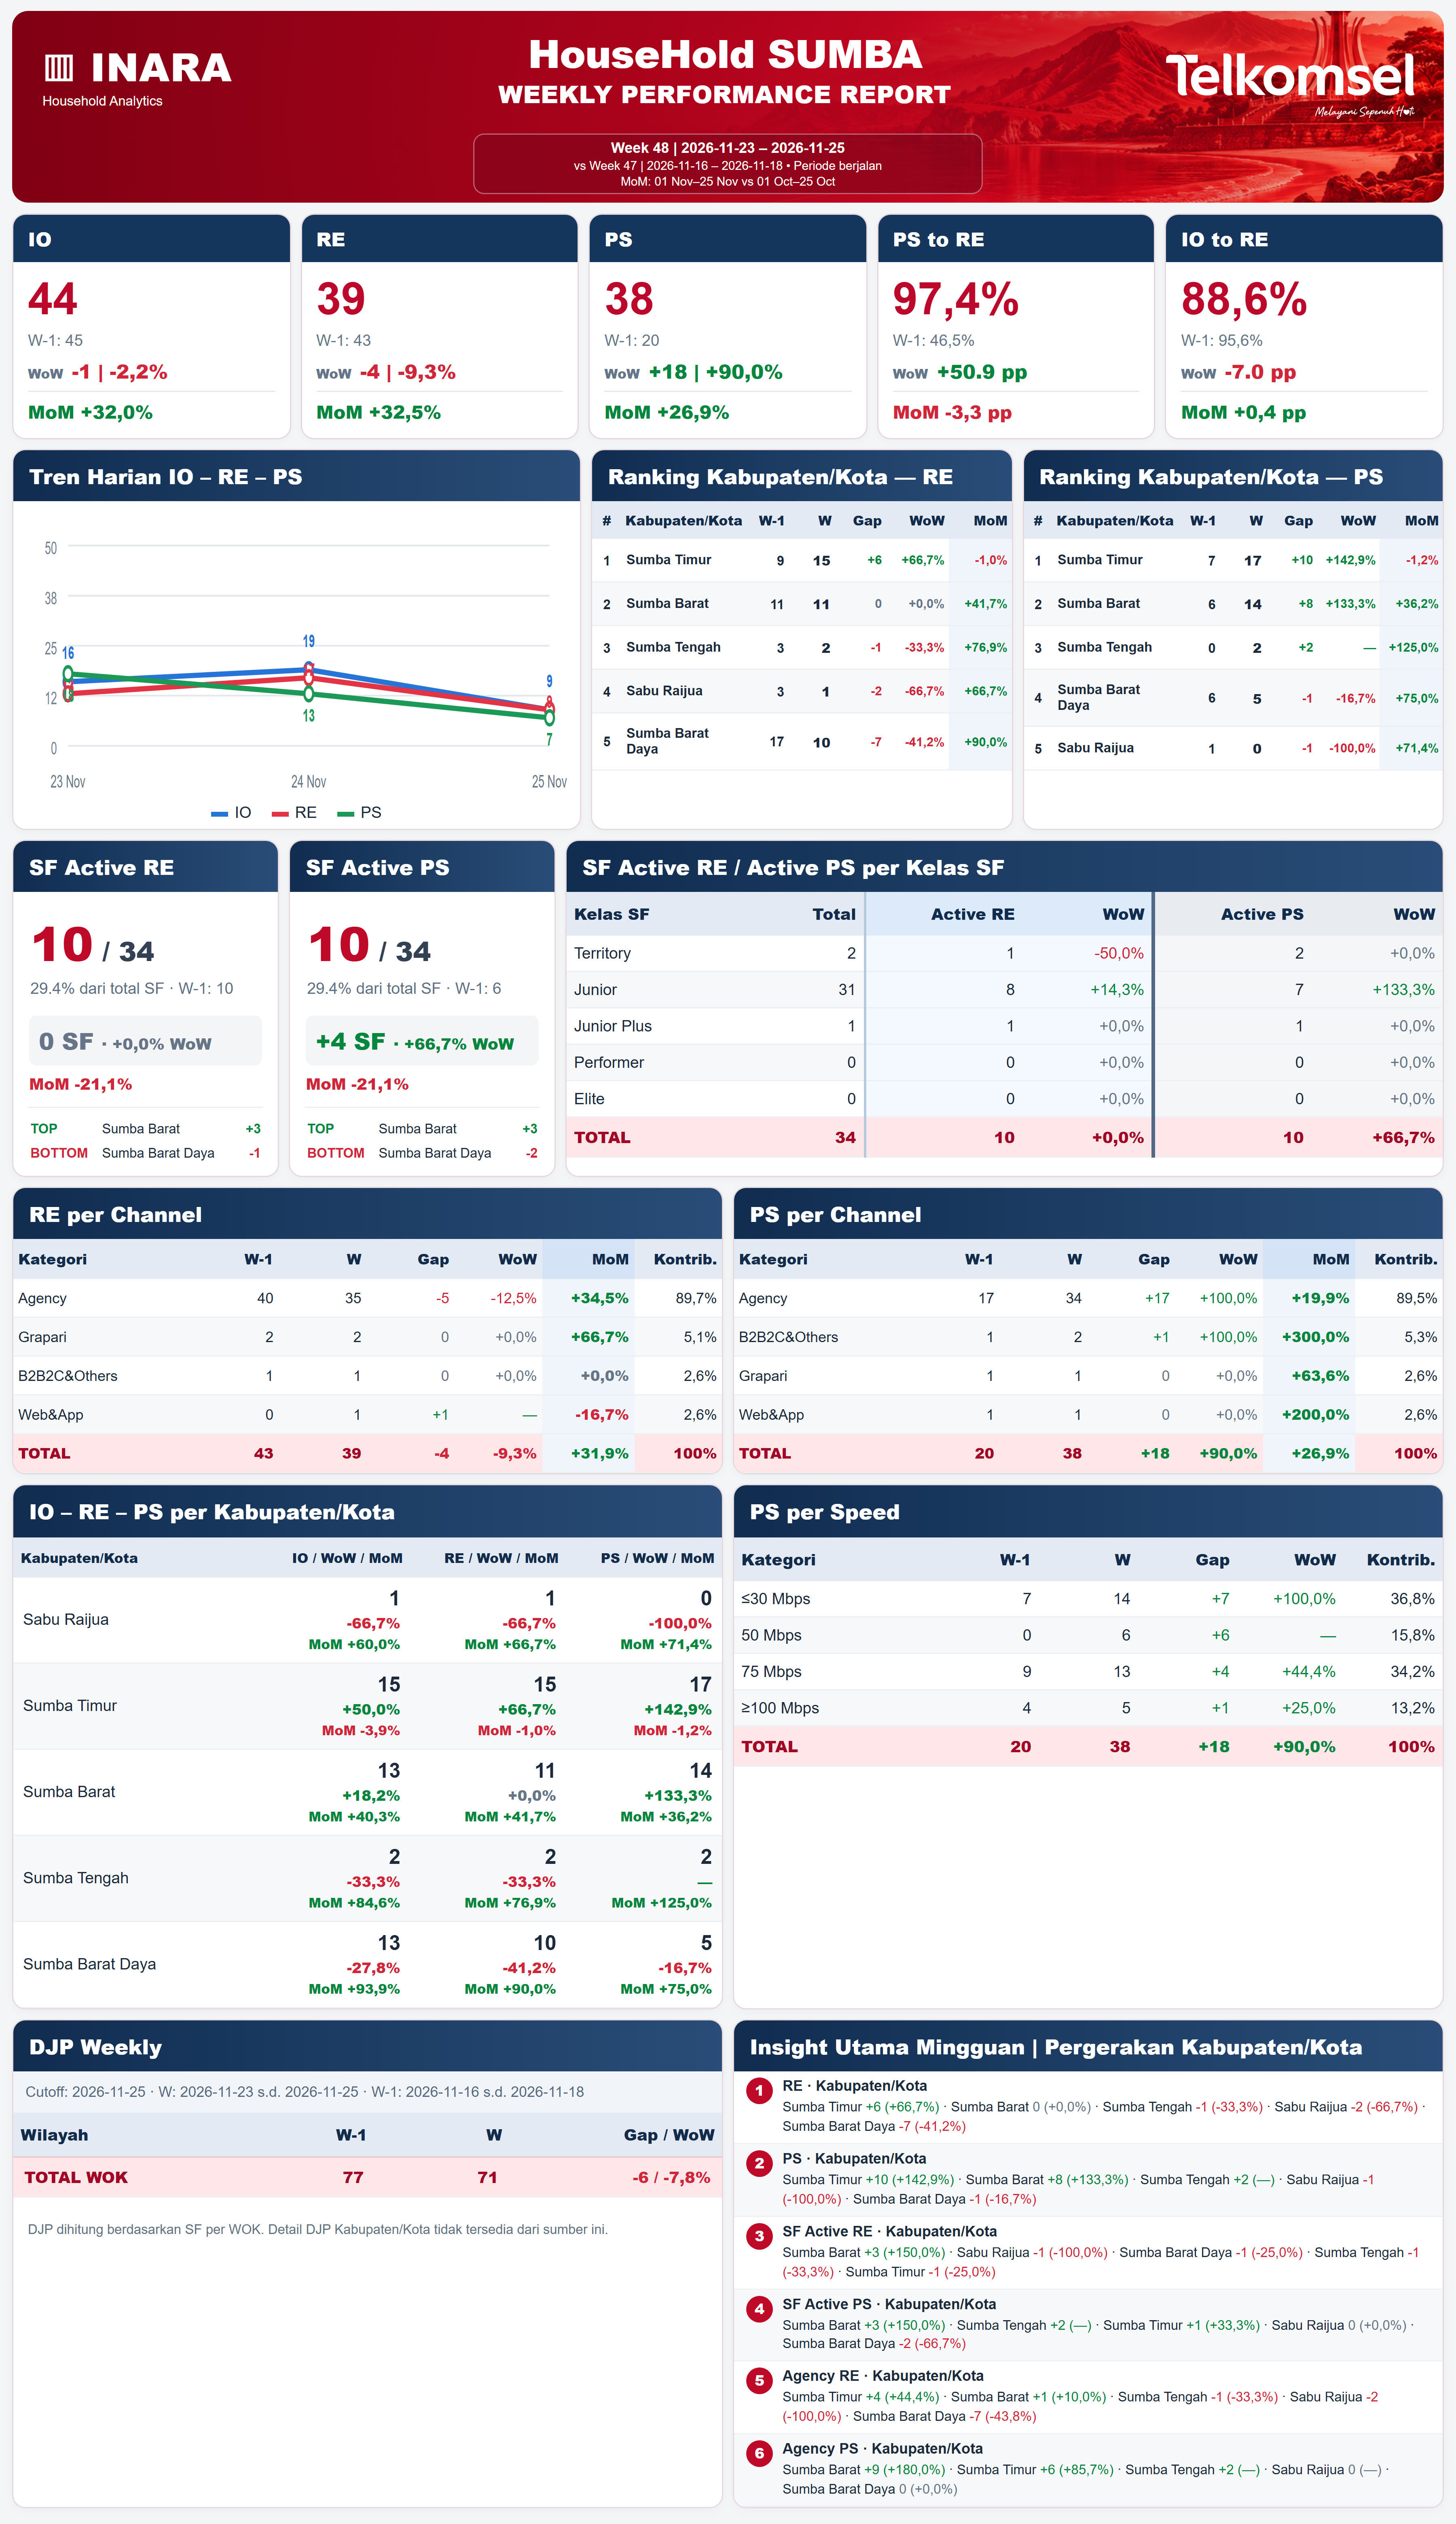 INARA
Household Analytics
HouseHold SUMBA
WEEKLY PERFORMANCE REPORT
Week 48 | 2026-11-23 – 2026-11-25
vs Week 47 | 2026-11-16 – 2026-11-18 • Periode berjalan
MoM: 01 Nov–25 Nov vs 01 Oct–25 Oct
Telkomsel
Melayani Sepenuh Hati
IO
44
W-1: 45
WoW -1 | -2,2%
MoM +32,0%
RE
39
W-1: 43
WoW -4 | -9,3%
MoM +32,5%
PS
38
W-1: 20
WoW +18 | +90,0%
MoM +26,9%
PS to RE
97,4%
W-1: 46,5%
WoW +50.9 pp
MoM -3,3 pp
IO to RE
88,6%
W-1: 95,6%
WoW -7.0 pp
MoM +0,4 pp
Tren Harian IO – RE – PS
50
38
25
12
0
16
19
13
9
7
23 Nov 24 Nov 25 Nov
IO RE PS
Ranking Kabupaten/Kota — RE
# Kabupaten/Kota W-1 W Gap WoW MoM
1 Sumba Timur 9 15 +6 +66,7% -1,0%
2 Sumba Barat 11 11 0 +0,0% +41,7%
3 Sumba Tengah 3 2 -1 -33,3% +76,9%
4 Sabu Raijua 3 1 -2 -66,7% +66,7%
5 Sumba Barat Daya 17 10 -7 -41,2% +90,0%
Ranking Kabupaten/Kota — PS
# Kabupaten/Kota W-1 W Gap WoW MoM
1 Sumba Timur 7 17 +10 +142,9% -1,2%
2 Sumba Barat 6 14 +8 +133,3% +36,2%
3 Sumba Tengah 0 2 +2 — +125,0%
4 Sumba Barat Daya 6 5 -1 -16,7% +75,0%
5 Sabu Raijua 1 0 -1 -100,0% +71,4%
SF Active RE
10 / 34
29.4% dari total SF · W-1: 10
0 SF · +0,0% WoW
MoM -21,1%
TOP Sumba Barat +3
BOTTOM Sumba Barat Daya -1
SF Active PS
10 / 34
29.4% dari total SF · W-1: 6
+4 SF · +66,7% WoW
MoM -21,1%
TOP Sumba Barat +3
BOTTOM Sumba Barat Daya -2
SF Active RE / Active PS per Kelas SF
Kelas SF Total Active RE WoW Active PS WoW
Territory 2 1 -50,0% 2 +0,0%
Junior 31 8 +14,3% 7 +133,3%
Junior Plus 1 1 +0,0% 1 +0,0%
Performer 0 0 +0,0% 0 +0,0%
Elite 0 0 +0,0% 0 +0,0%
TOTAL 34 10 +0,0% 10 +66,7%
RE per Channel
Kategori W-1 W Gap WoW MoM Kontrib.
Agency 40 35 -5 -12,5% +34,5% 89,7%
Grapari 2 2 0 +0,0% +66,7% 5,1%
B2B2C&Others 1 1 0 +0,0% +0,0% 2,6%
Web&App 0 1 +1 — -16,7% 2,6%
TOTAL 43 39 -4 -9,3% +31,9% 100%
PS per Channel
Kategori W-1 W Gap WoW MoM Kontrib.
Agency 17 34 +17 +100,0% +19,9% 89,5%
B2B2C&Others 1 2 +1 +100,0% +300,0% 5,3%
Grapari 1 1 0 +0,0% +63,6% 2,6%
Web&App 1 1 0 +0,0% +200,0% 2,6%
TOTAL 20 38 +18 +90,0% +26,9% 100%
IO – RE – PS per Kabupaten/Kota
Kabupaten/Kota IO / WoW / MoM RE / WoW / MoM PS / WoW / MoM
1 1 0
Sabu Raijua -66,7% -66,7% -100,0%
MoM +60,0% MoM +66,7% MoM +71,4%
15 15 17
Sumba Timur +50,0% +66,7% +142,9%
MoM -3,9% MoM -1,0% MoM -1,2%
13 11 14
Sumba Barat +18,2% +0,0% +133,3%
MoM +40,3% MoM +41,7% MoM +36,2%
2 2 2
Sumba Tengah -33,3% -33,3% —
MoM +84,6% MoM +76,9% MoM +125,0%
13 10 5
Sumba Barat Daya -27,8% -41,2% -16,7%
MoM +93,9% MoM +90,0% MoM +75,0%
PS per Speed
Kategori W-1 W Gap WoW Kontrib.
≤30 Mbps 7 14 +7 +100,0% 36,8%
50 Mbps 0 6 +6 — 15,8%
75 Mbps 9 13 +4 +44,4% 34,2%
≥100 Mbps 4 5 +1 +25,0% 13,2%
TOTAL 20 38 +18 +90,0% 100%
DJP Weekly
Cutoff: 2026-11-25 · W: 2026-11-23 s.d. 2026-11-25 · W-1: 2026-11-16 s.d. 2026-11-18
Wilayah W-1 W Gap / WoW
TOTAL WOK 77 71 -6 / -7,8%
DJP dihitung berdasarkan SF per WOK. Detail DJP Kabupaten/Kota tidak tersedia dari sumber ini.
Insight Utama Mingguan | Pergerakan Kabupaten/Kota
1 RE · Kabupaten/Kota
Sumba Timur +6 (+66,7%) · Sumba Barat 0 (+0,0%) · Sumba Tengah -1 (-33,3%) · Sabu Raijua -2 (-66,7%) ·
Sumba Barat Daya -7 (-41,2%)
2 PS · Kabupaten/Kota
Sumba Timur +10 (+142,9%) · Sumba Barat +8 (+133,3%) · Sumba Tengah +2 (—) · Sabu Raijua -1
(-100,0%) · Sumba Barat Daya -1 (-16,7%)
3 SF Active RE · Kabupaten/Kota
Sumba Barat +3 (+150,0%) · Sabu Raijua -1 (-100,0%) · Sumba Barat Daya -1 (-25,0%) · Sumba Tengah -1
(-33,3%) · Sumba Timur -1 (-25,0%)
4 SF Active PS · Kabupaten/Kota
Sumba Barat +3 (+150,0%) · Sumba Tengah +2 (—) · Sumba Timur +1 (+33,3%) · Sabu Raijua 0 (+0,0%) ·
Sumba Barat Daya -2 (-66,7%)
5 Agency RE · Kabupaten/Kota
Sumba Timur +4 (+44,4%) · Sumba Barat +1 (+10,0%) · Sumba Tengah -1 (-33,3%) · Sabu Raijua -2
(-100,0%) · Sumba Barat Daya -7 (-43,8%)
6 Agency PS · Kabupaten/Kota
Sumba Barat +9 (+180,0%) · Sumba Timur +6 (+85,7%) · Sumba Tengah +2 (—) · Sabu Raijua 0 (—) ·
Sumba Barat Daya 0 (+0,0%)